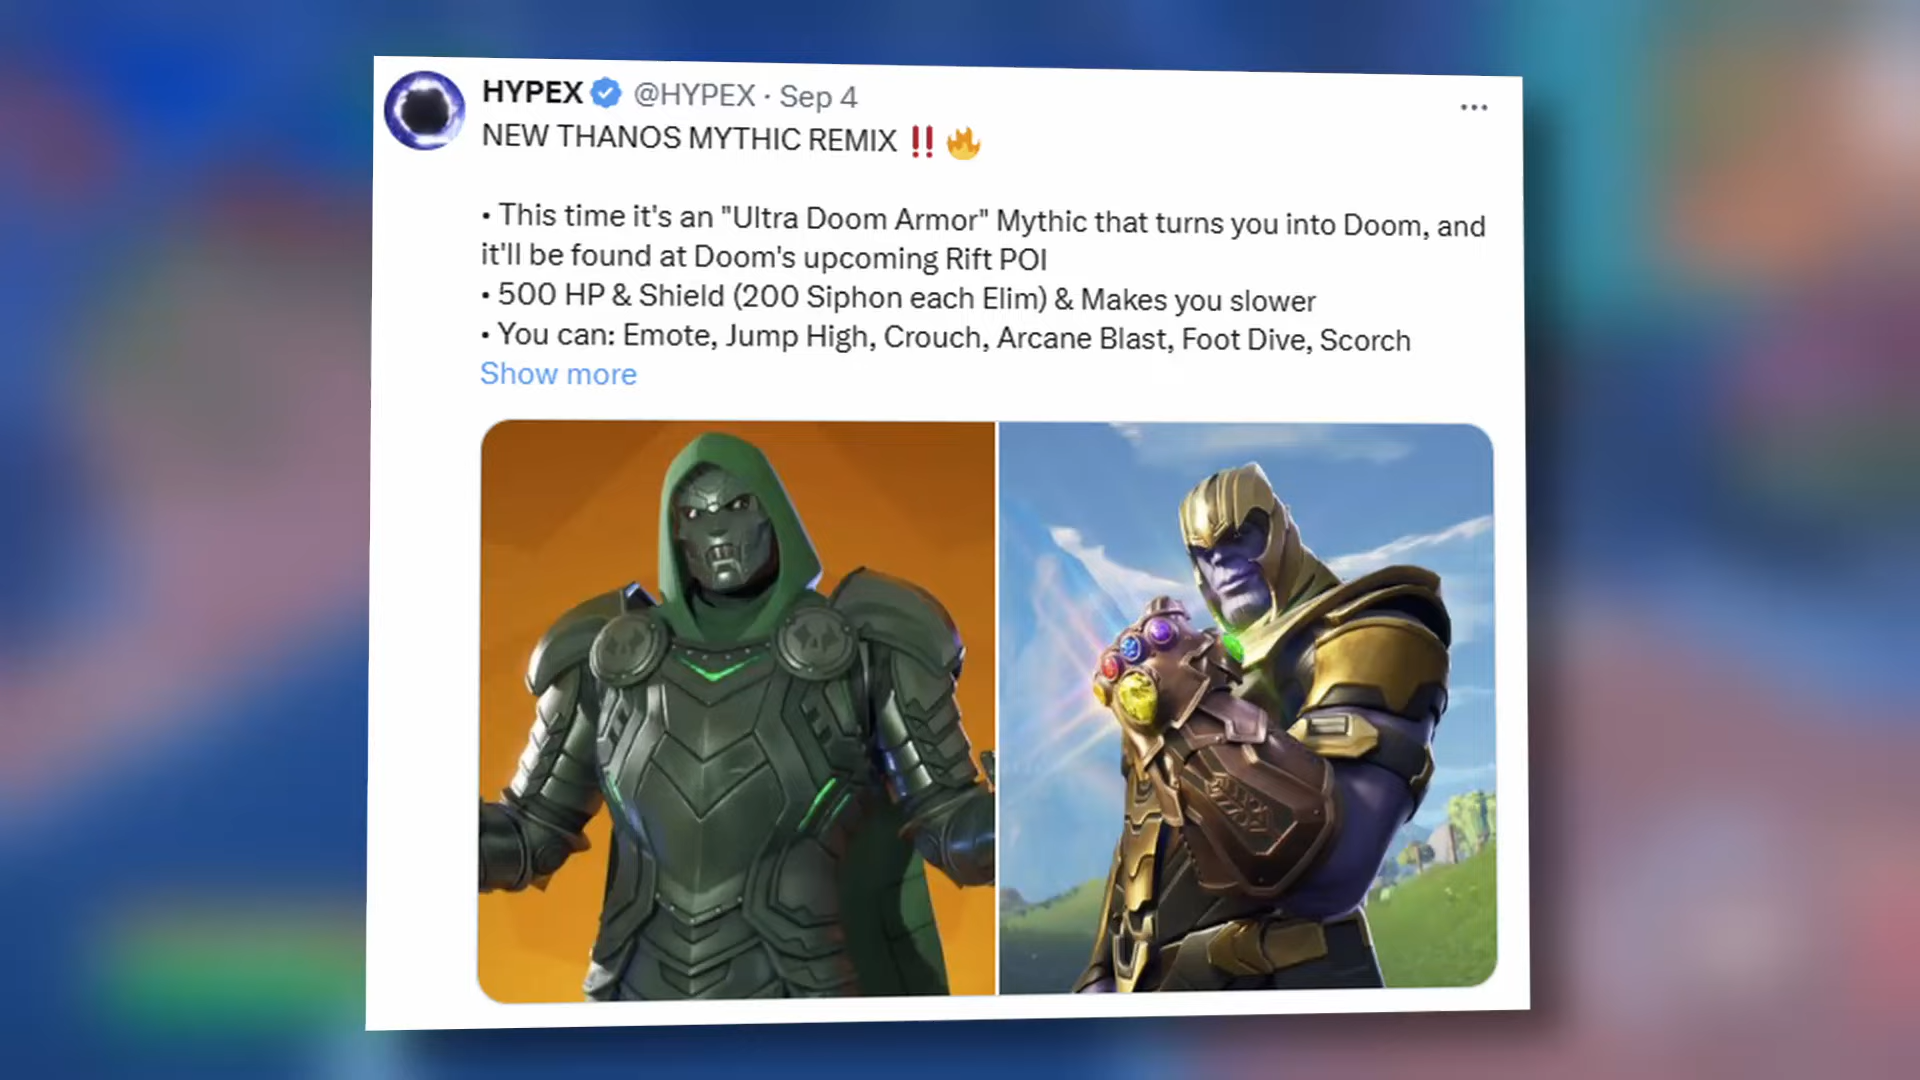 HYPEX @HYPEX · Sep 4
NEW THANOS MYTHIC REMIX ‼️🔥
• This time it's an "Ultra Doom Armor" Mythic that turns you into Doom, and
it'll be found at Doom's upcoming Rift POI
• 500 HP & Shield (200 Siphon each Elim) & Makes you slower
• You can: Emote, Jump High, Crouch, Arcane Blast, Foot Dive, Scorch
Show more